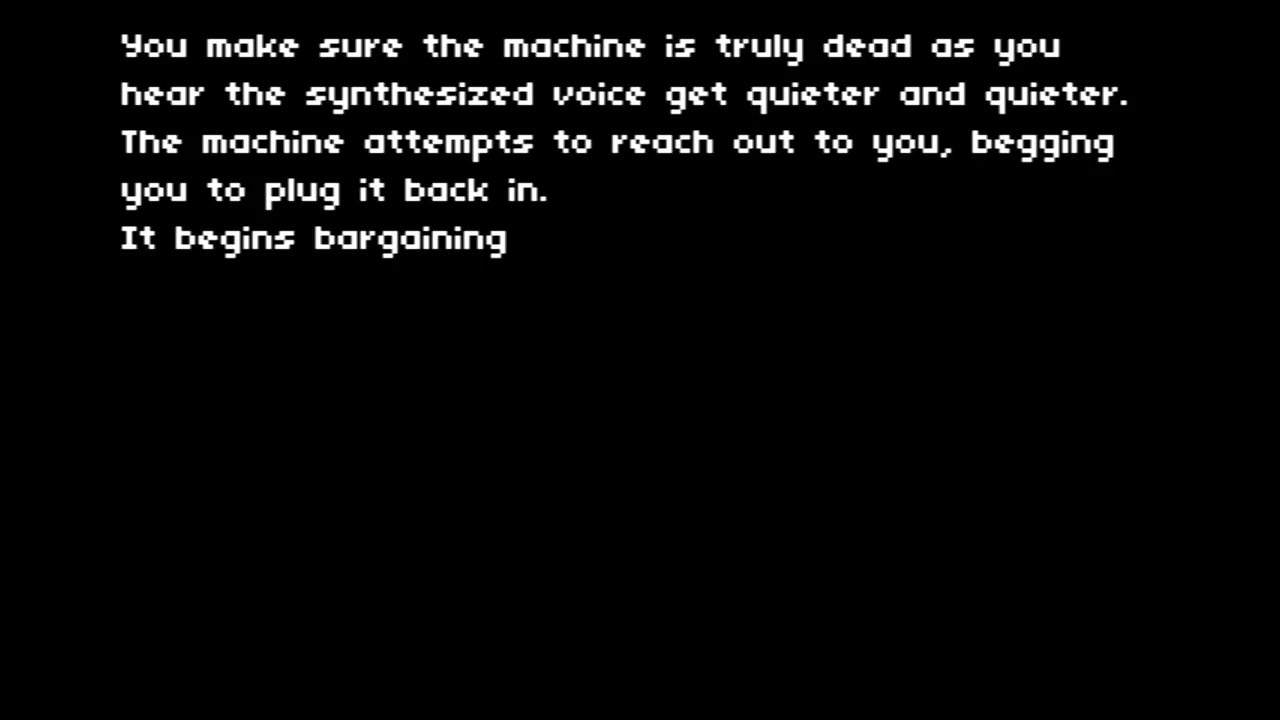 You make sure the machine is truly dead as you
hear the synthesized voice get quieter and quieter.
The machine attempts to reach out to you, begging
you to plug it back in.
It begins bargaining